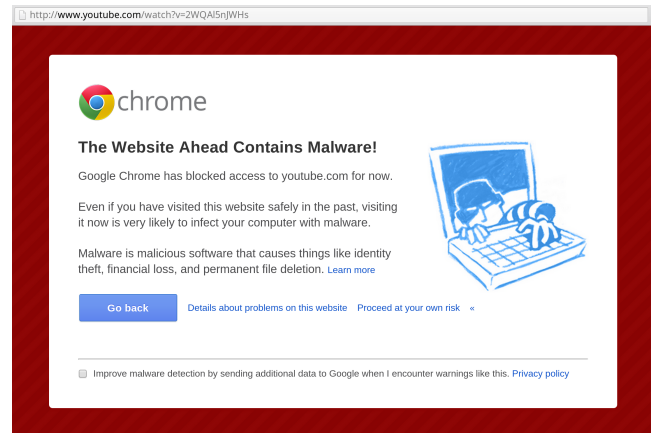 http://www.youtube.com/watch?v=2WQAl5nJWHs
chrome
The Website Ahead Contains Malware!
Google Chrome has blocked access to youtube.com for now.
Even if you have visited this website safely in the past, visiting
it now is very likely to infect your computer with malware.
Malware is malicious software that causes things like identity
theft, financial loss, and permanent file deletion. Learn more
Go back Details about problems on this website Proceed at your own risk «
Improve malware detection by sending additional data to Google when I encounter warnings like this. Privacy policy